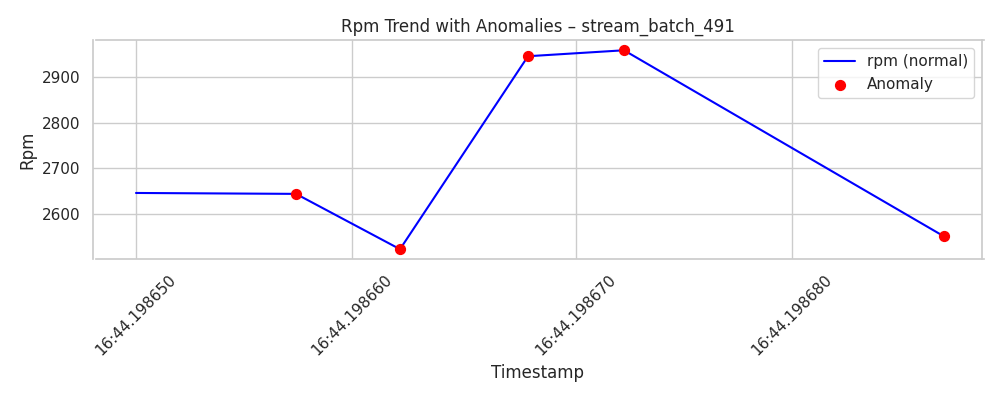 Rpm Trend with Anomalies – stream_batch_491
rpm (normal)
Anomaly
2900
2800
2700
2600
Rpm
16:44.198650
16:44.198660
16:44.198670
16:44.198680
Timestamp